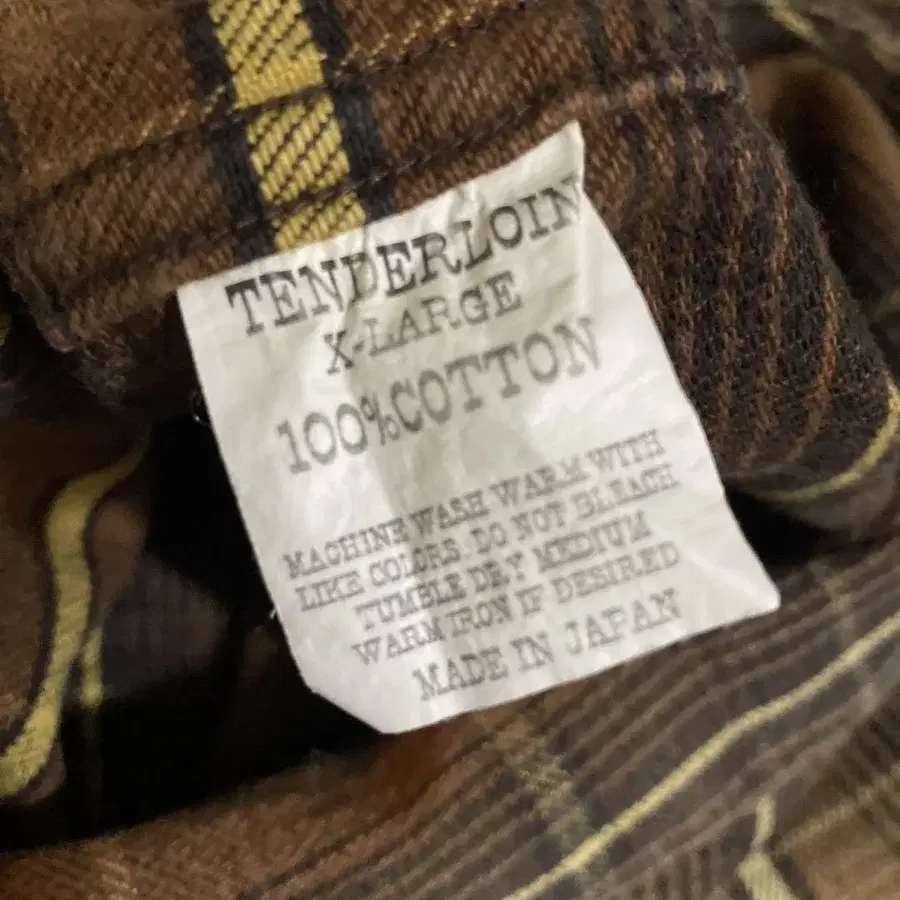 TENDERLOIN
X-LARGE
100%COTTON
MACHINE WASH WARM WITH
LIKE COLORS. DO NOT BLEACH
TUMBLE DRY MEDIUM
WARM IRON IF DESIRED
MADE IN JAPAN